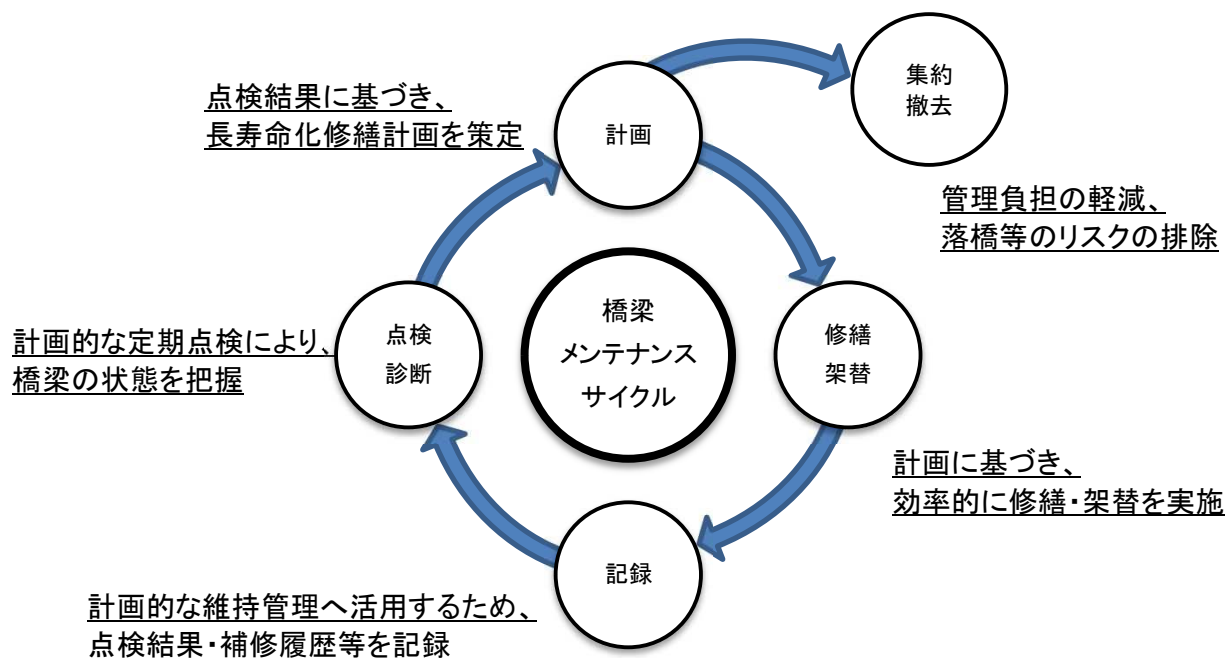 点検結果に基づき、
長寿命化修繕計画を策定
計画
集約
撤去
管理負担の軽減、
落橋等のリスクの排除
計画的な定期点検により、
橋梁の状態を把握
点検
診断
橋梁
メンテナンス
サイクル
修繕
架替
計画に基づき、
効率的に修繕・架替を実施
記録
計画的な維持管理へ活用するため、
点検結果・補修履歴等を記録